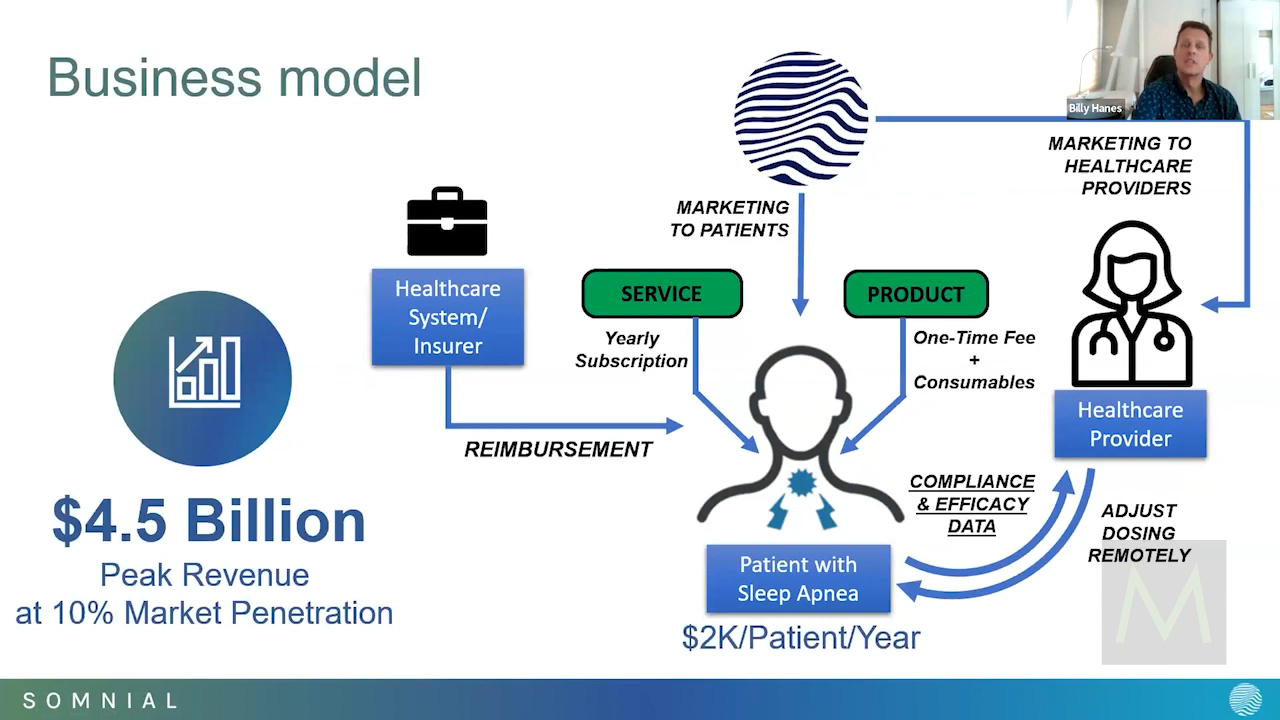 Business model
Billy Hanes
MARKETING TO
HEALTHCARE
PROVIDERS
MARKETING
TO PATIENTS
Healthcare
System/
Insurer
SERVICE
PRODUCT
Yearly
Subscription
One-Time Fee
+
Consumables
REIMBURSEMENT
Healthcare
Provider
COMPLIANCE
& EFFICACY
DATA
ADJUST
DOSING
REMOTELY
$4.5 Billion
Peak Revenue
at 10% Market Penetration
Patient with
Sleep Apnea
$2K/Patient/Year
M
SOMNIAL